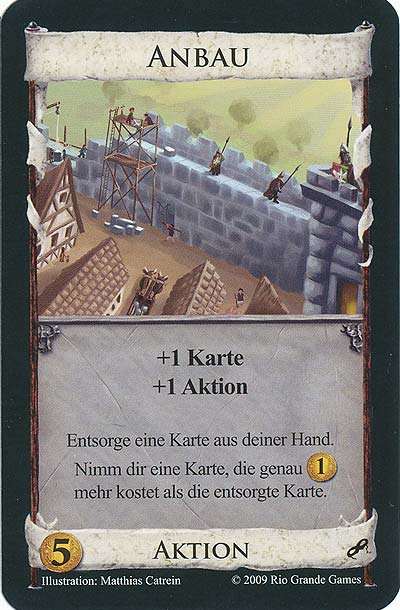 ANBAU
+1 Karte
+1 Aktion
Entsorge eine Karte aus deiner Hand.
Nimm dir eine Karte, die genau 1
mehr kostet als die entsorgte Karte.
5 AKTION
Illustration: Matthias Catrein © 2009 Rio Grande Games